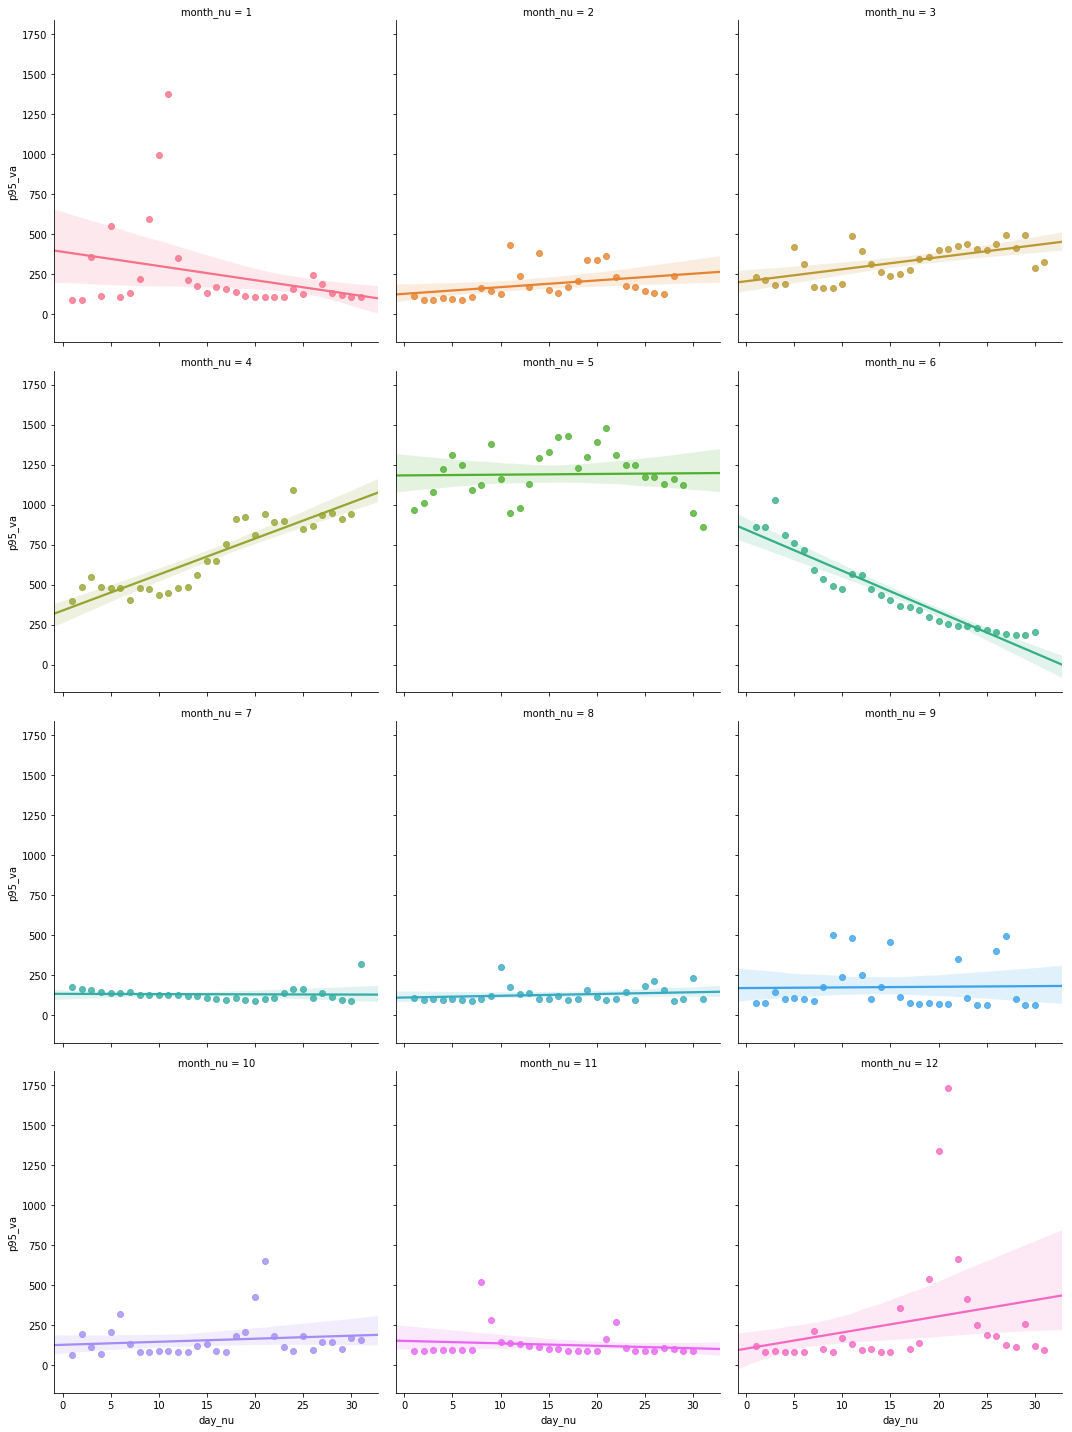 month_nu = 1
month_nu = 2
month_nu = 3
1750
1500
1250
1000
750
500
250
0
p95_va
month_nu = 4
month_nu = 5
month_nu = 6
1750
1500
1250
1000
750
500
250
0
p95_va
month_nu = 7
month_nu = 8
month_nu = 9
1750
1500
1250
1000
750
500
250
0
p95_va
month_nu = 10
month_nu = 11
month_nu = 12
1750
1500
1250
1000
750
500
250
0
p95_va
0 5 10 15 20 25 30
0 5 10 15 20 25 30
0 5 10 15 20 25 30
day_nu
day_nu
day_nu